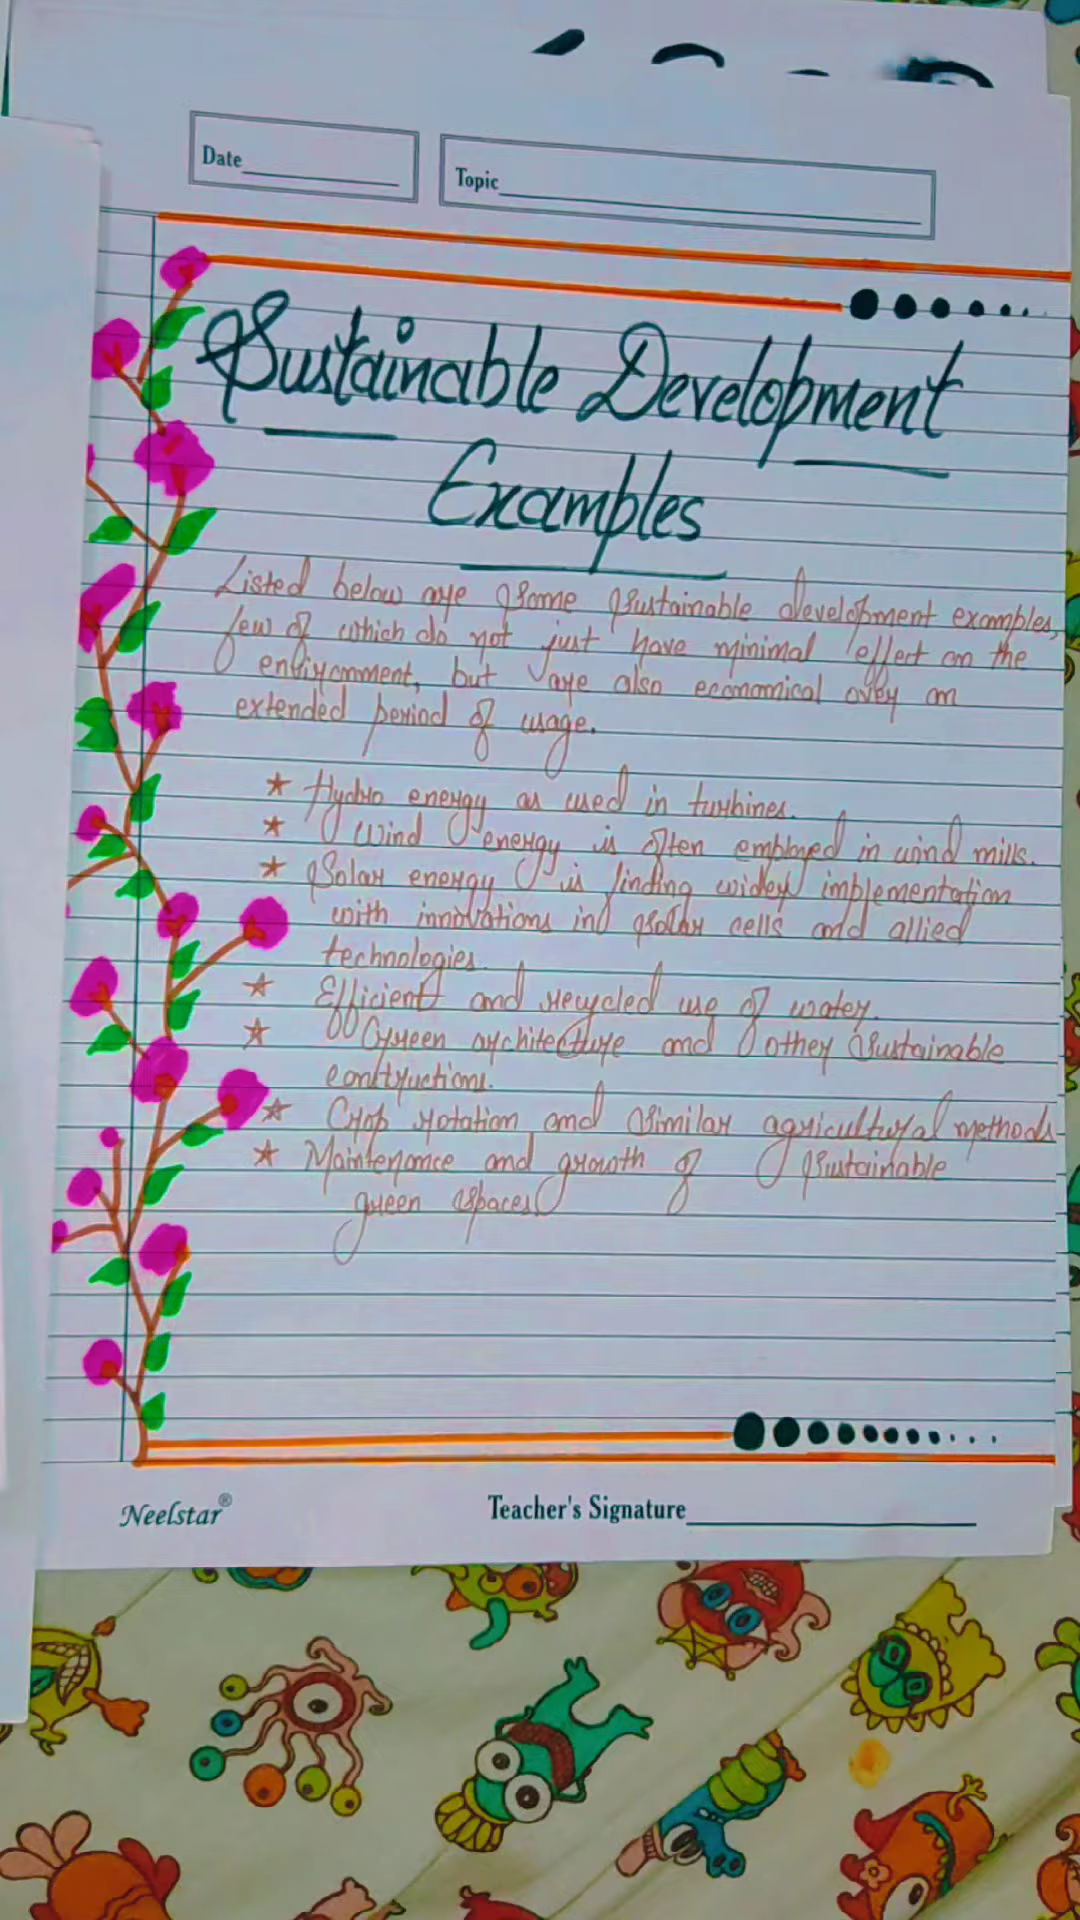 Date
Topic
Sustainable Development
Examples
Listed below are some sustainable development examples,
few of which do not just have minimal effect on the
environment, but are also economical over an
extended period of usage.
★ Hydro energy as used in turbines.
★ Wind energy is often employed in wind mills.
★ Solar energy is finding wider implementation
with innovations in solar cells and allied
technologies.
★ Efficient and recycled use of water.
★ Green architecture and other sustainable
constructions.
★ Crop rotation and similar agricultural methods
★ Maintenance and growth of sustainable
green spaces
Neelstar®
Teacher's Signature